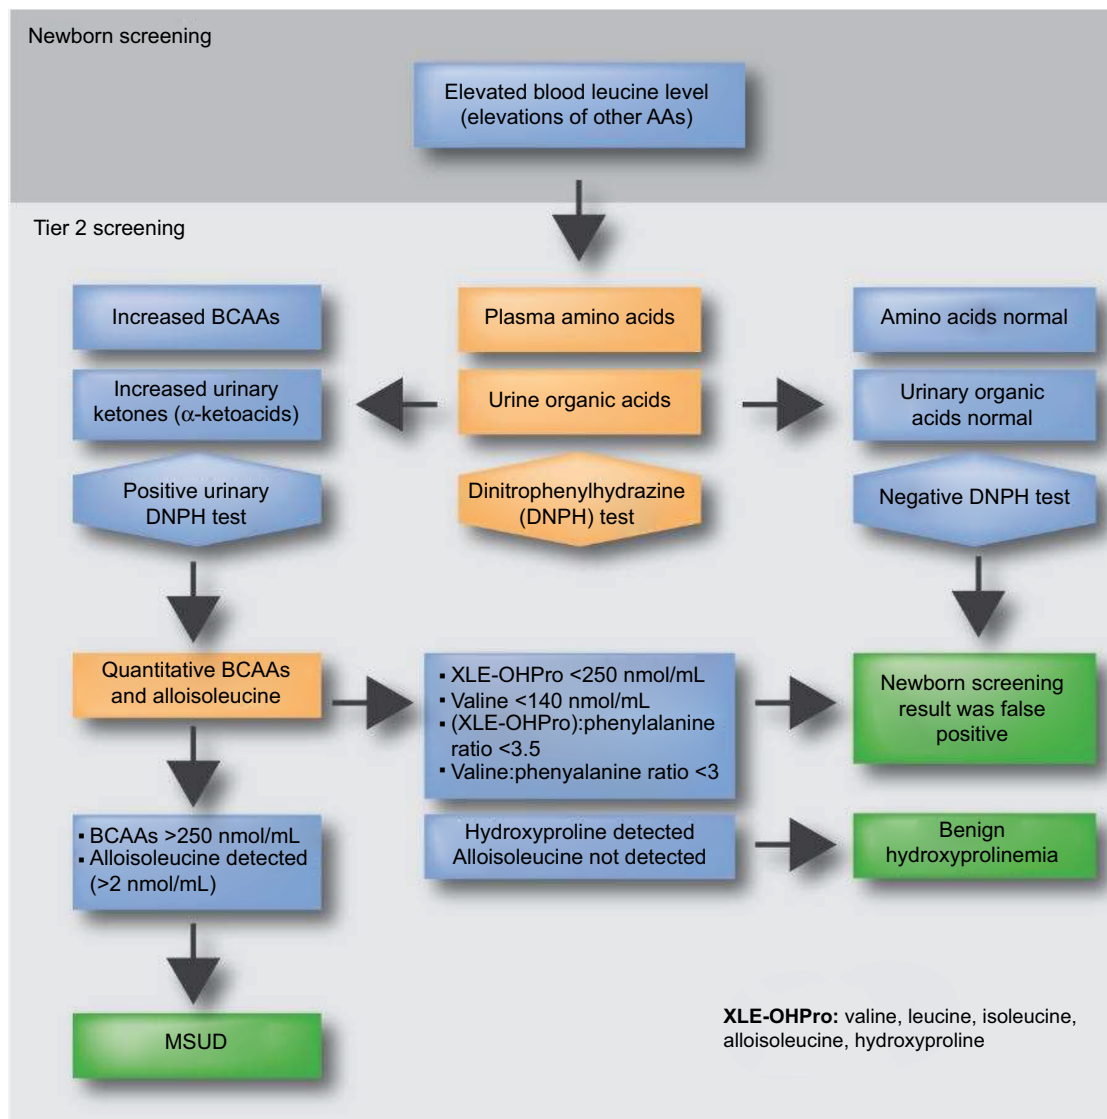 Newborn screening
Elevated blood leucine level
(elevations of other AAs)
Tier 2 screening
Increased BCAAs
Plasma amino acids
Amino acids normal
Increased urinary
ketones (α-ketoacids)
Urine organic acids
Urinary organic
acids normal
Positive urinary
DNPH test
Dinitrophenylhydrazine
(DNPH) test
Negative DNPH test
Quantitative BCAAs
and alloisoleucine
▪ XLE-OHPro <250 nmol/mL
▪ Valine <140 nmol/mL
▪ (XLE-OHPro):phenylalanine
ratio <3.5
▪ Valine:phenyalanine ratio <3
Newborn screening
result was false
positive
▪ BCAAs >250 nmol/mL
▪ Alloisoleucine detected
(>2 nmol/mL)
Hydroxyproline detected
Alloisoleucine not detected
Benign
hydroxyprolinemia
MSUD
XLE-OHPro: valine, leucine, isoleucine,
alloisoleucine, hydroxyproline